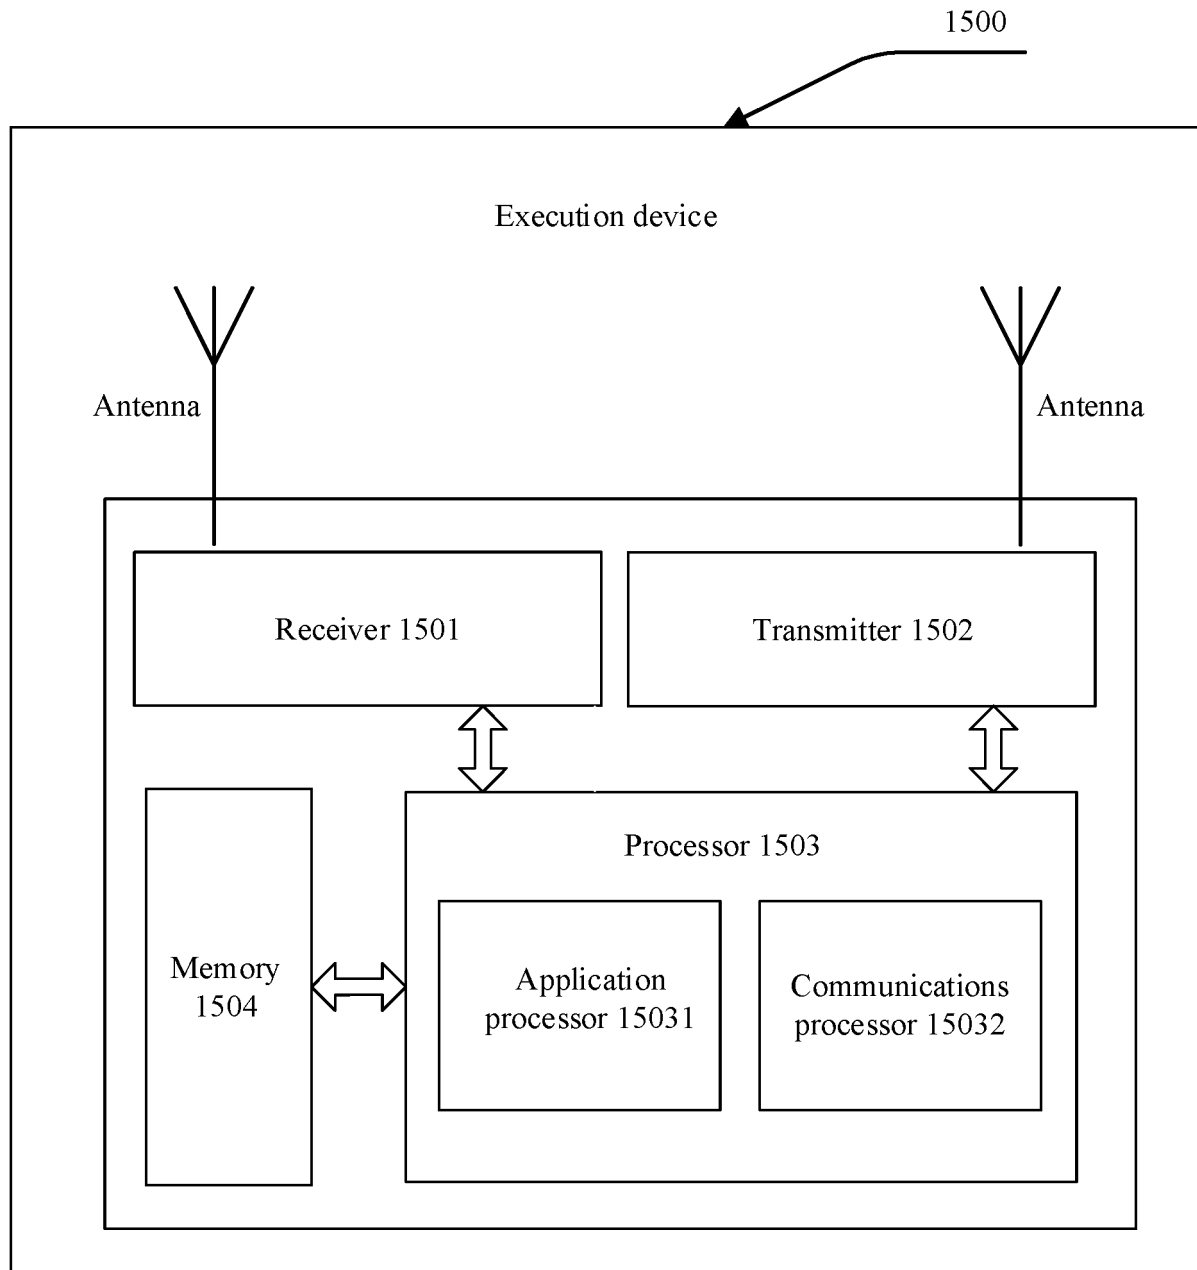 1500
Execution device
Antenna
Antenna
Receiver 1501
Transmitter 1502
Processor 1503
Memory
1504
Application
processor 15031
Communications
processor 15032